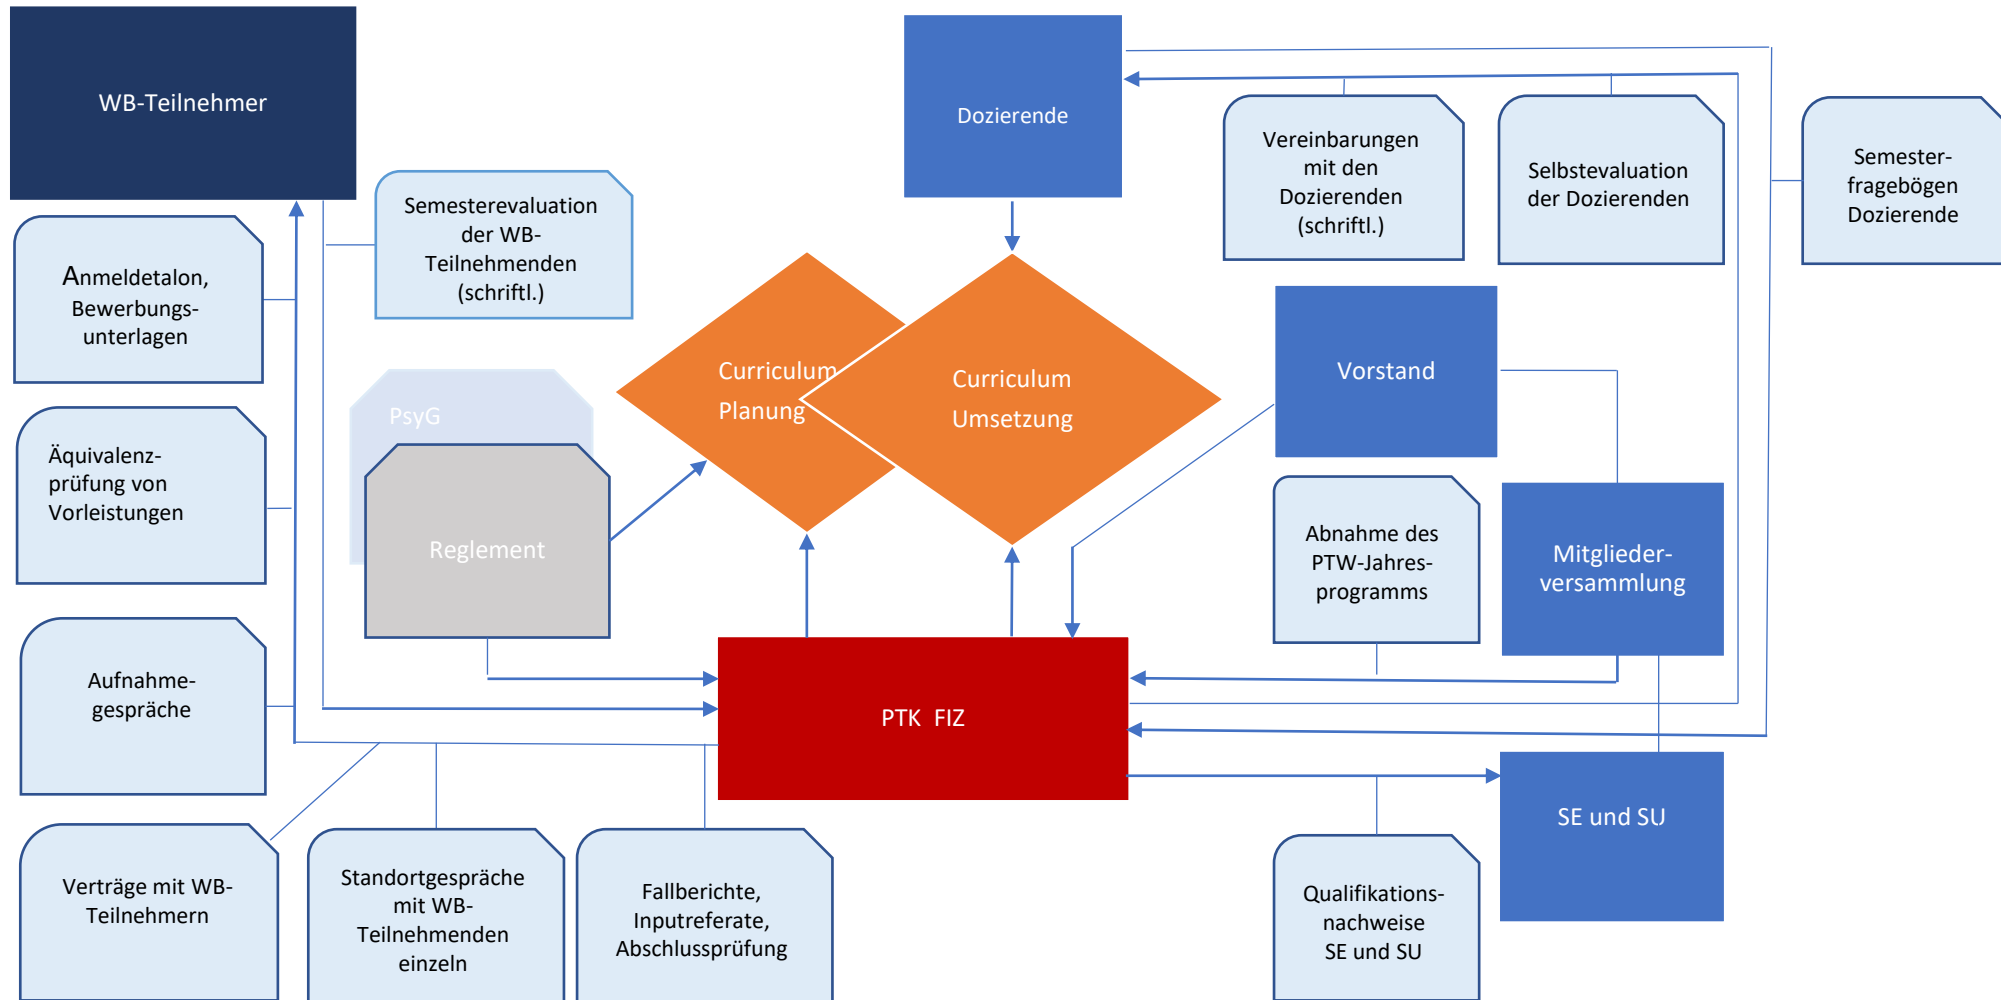 WB-Teilnehmer
Dozierende
Vereinbarungen
mit den
Dozierenden
(schriftl.)
Selbstevaluation
der Dozierenden
Semester-
fragebögen
Dozierende
Semesterevaluation
der WB-
Teilnehmenden
(schriftl.)
Anmeldetalon,
Bewerbungs-
unterlagen
Curriculum
Planung
Curriculum
Umsetzung
Vorstand
PsyG
Reglement
Äquivalenz-
prüfung von
Vorleistungen
Abnahme des
PTW-Jahres-
programms
Mitglieder-
versammlung
Aufnahme-
gespräche
PTK FIZ
SE und SU
Verträge mit WB-
Teilnehmern
Standortgespräche
mit WB-
Teilnehmenden
einzeln
Fallberichte,
Inputreferate,
Abschlussprüfung
Qualifikations-
nachweise
SE und SU